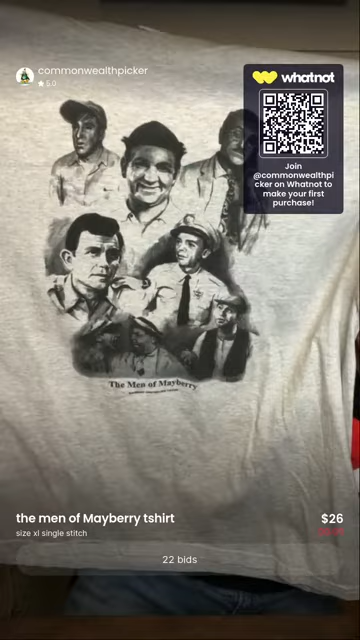 commonwealthpicker
5.0
whatnot
Join
@commonwealthpi
cker on Whatnot to
make your first
purchase!
The Men of Mayberry
the men of Mayberry tshirt
$26
size xl single stitch
22 bids